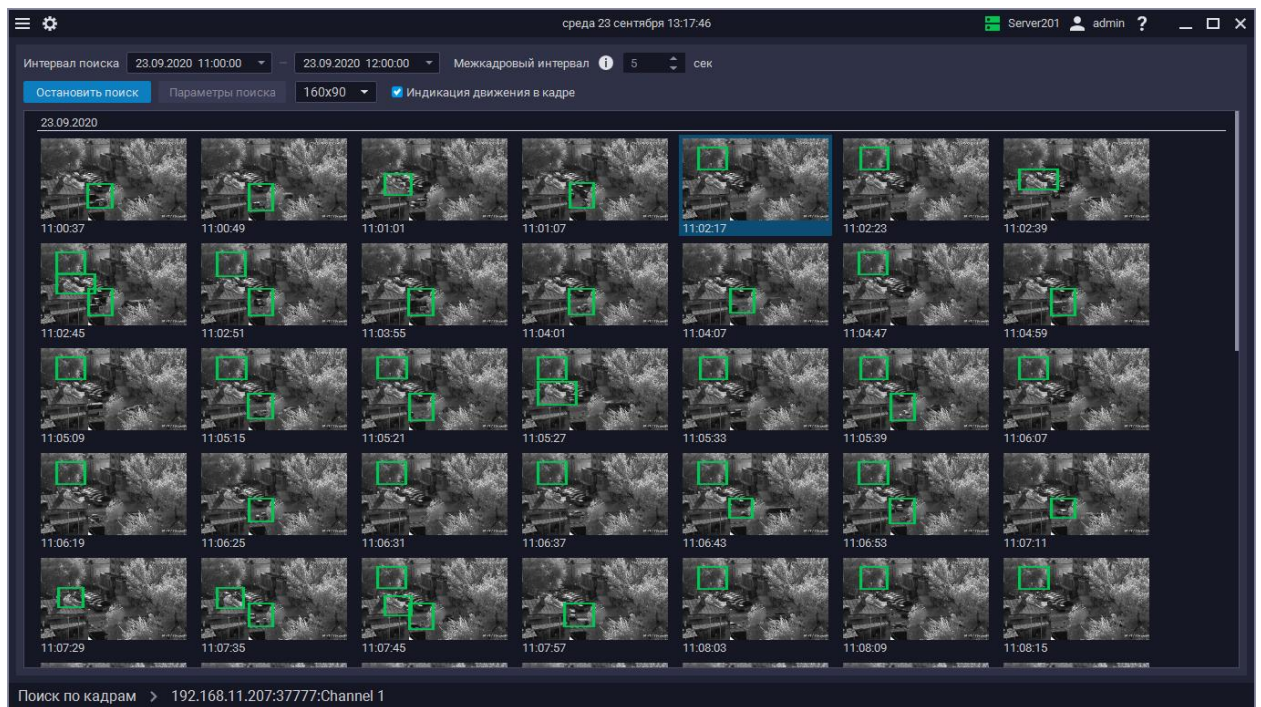 среда 23 сентября 13:17:46
Server201 admin ?
Интервал поиска 23.09.2020 11:00:00 – 23.09.2020 12:00:00 Межкадровый интервал i 5 сек
Остановить поиск Параметры поиска 160x90 Индикация движения в кадре
23.09.2020
11:00:37 11:00:49 11:01:01 11:01:07 11:02:17 11:02:23 11:02:39
11:02:45 11:02:51 11:03:55 11:04:01 11:04:07 11:04:47 11:04:59
11:05:09 11:05:15 11:05:21 11:05:27 11:05:33 11:05:39 11:06:07
11:06:19 11:06:25 11:06:31 11:06:37 11:06:43 11:06:53 11:07:11
11:07:29 11:07:35 11:07:45 11:07:57 11:08:03 11:08:09 11:08:15
Поиск по кадрам > 192.168.11.207:37777:Channel 1